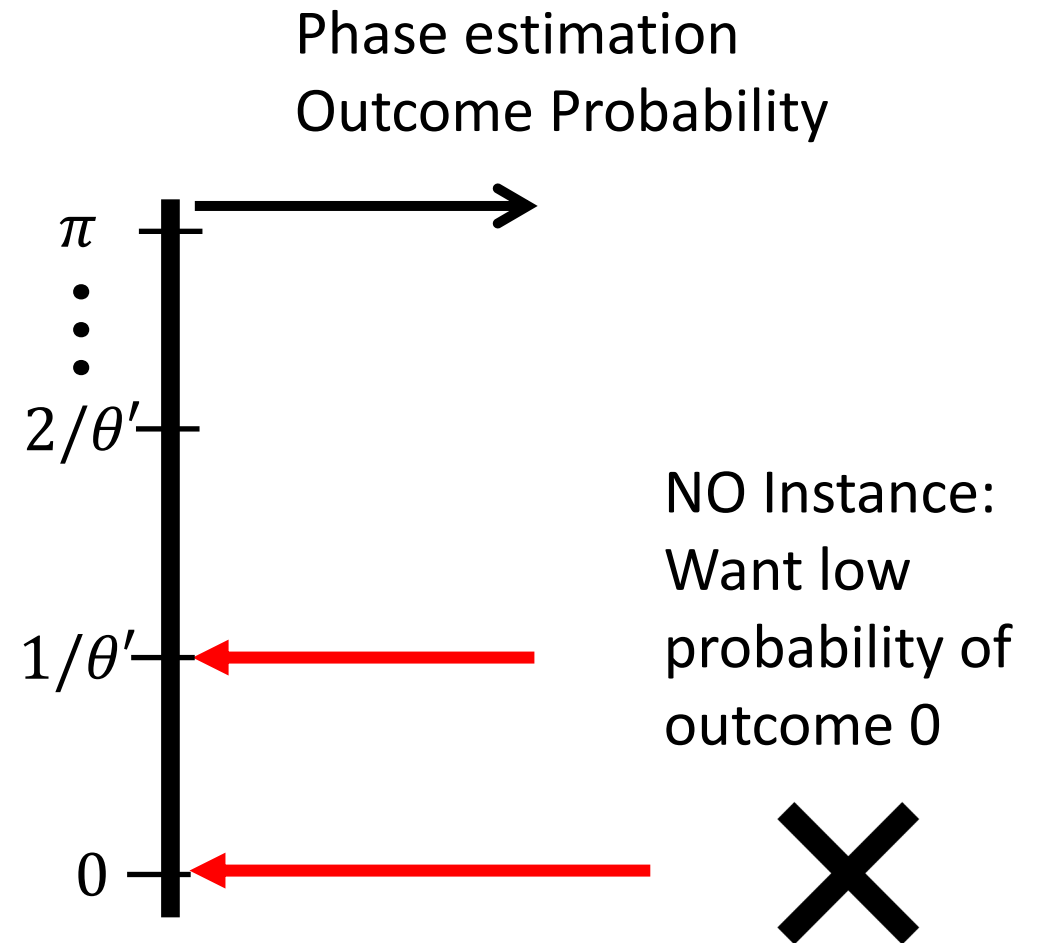 Phase estimation
Outcome Probability
π
2/θ′
NO Instance:
Want low
probability of
outcome 0
1/θ′
0